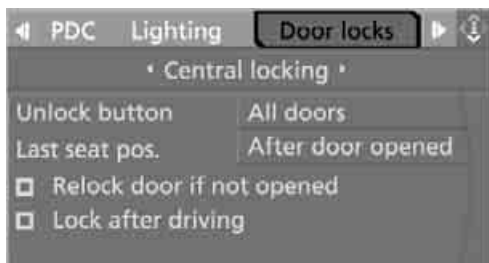 PDC Lighting Door locks
• Central locking •
Unlock button All doors
Last seat pos. After door opened
Relock door if not opened
Lock after driving